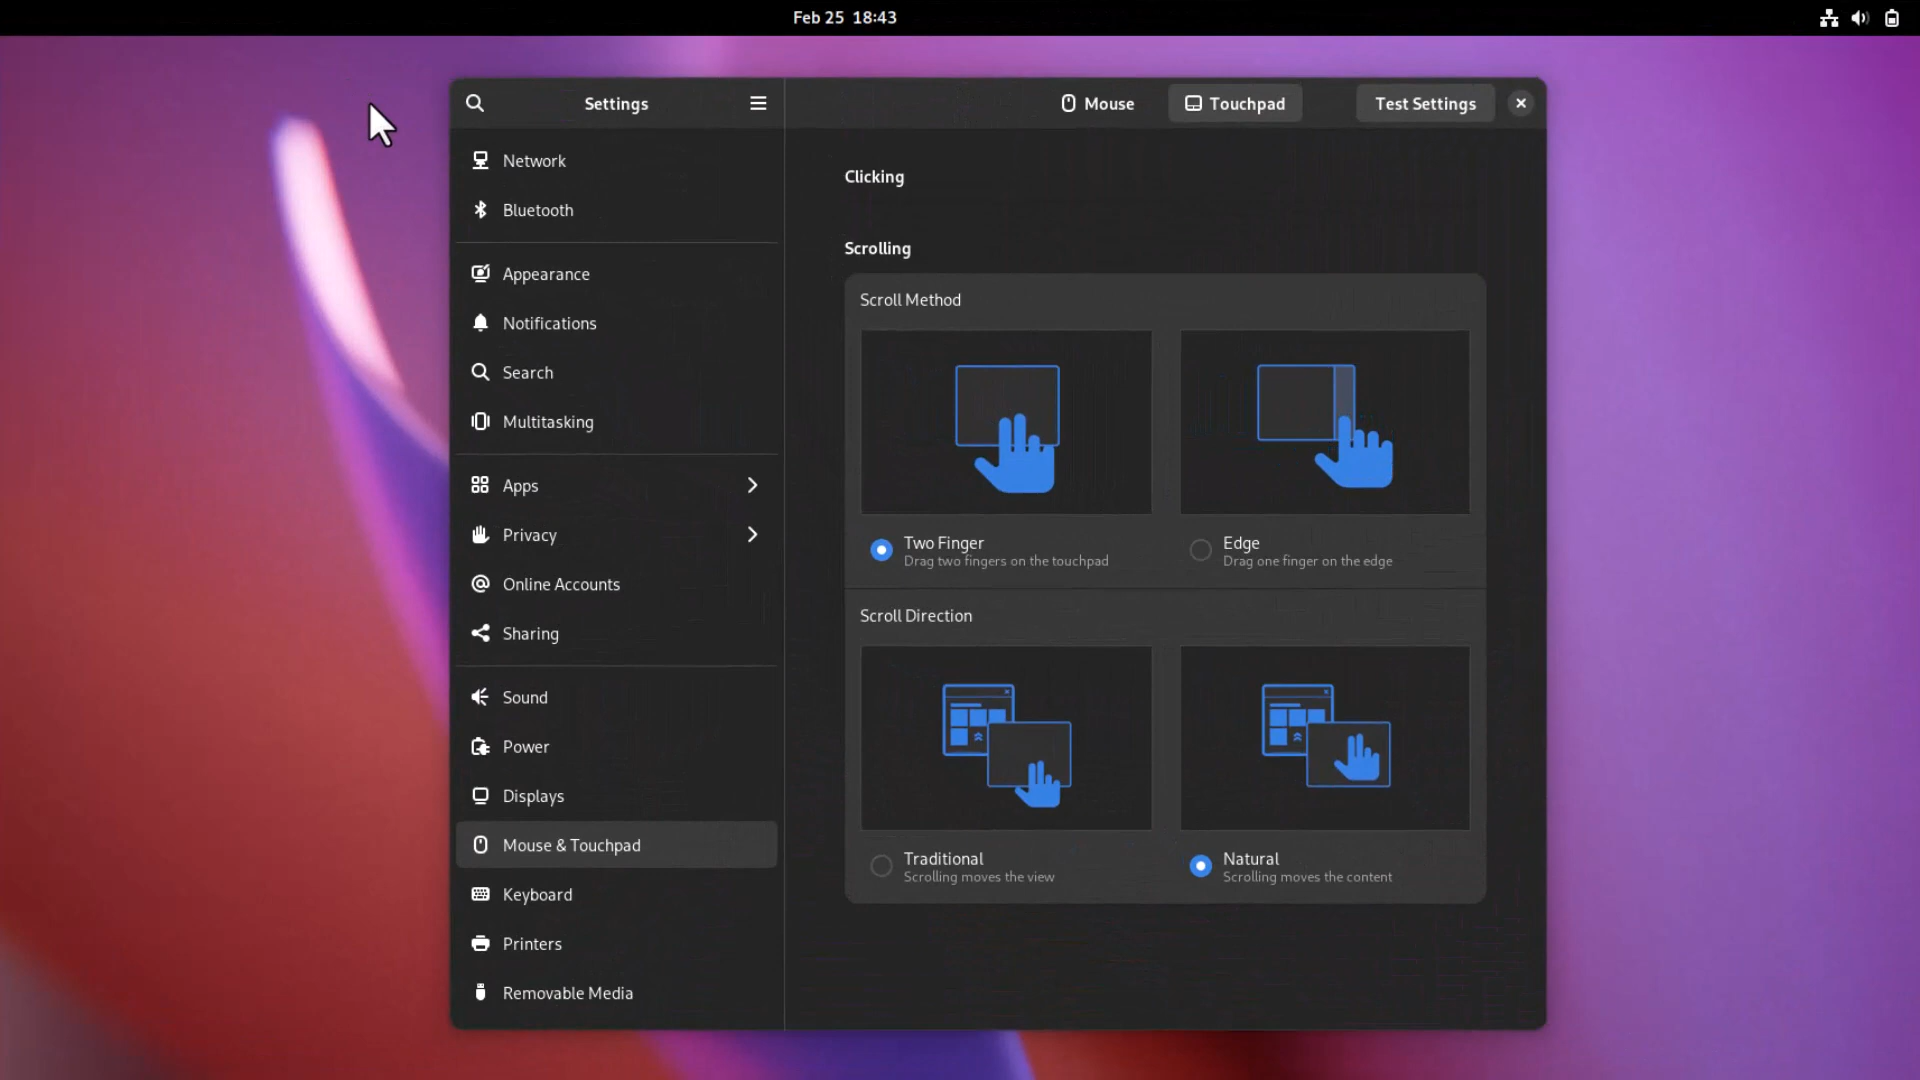 Feb 25 18:43
Settings
Mouse
Touchpad
Test Settings
Network
Bluetooth
Appearance
Notifications
Search
Multitasking
Apps
Privacy
Online Accounts
Sharing
Sound
Power
Displays
Mouse & Touchpad
Keyboard
Printers
Removable Media
Clicking
Scrolling
Scroll Method
Two Finger
Drag two fingers on the touchpad
Edge
Drag one finger on the edge
Scroll Direction
Traditional
Scrolling moves the view
Natural
Scrolling moves the content